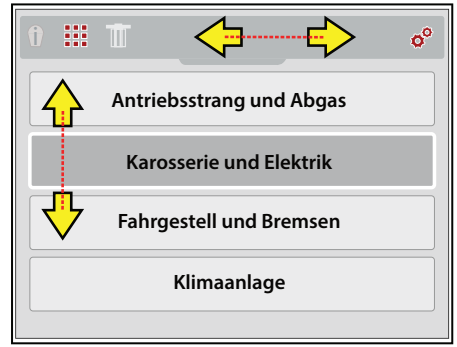 Antriebsstrang und Abgas
Karosserie und Elektrik
Fahrgestell und Bremsen
Klimaanlage